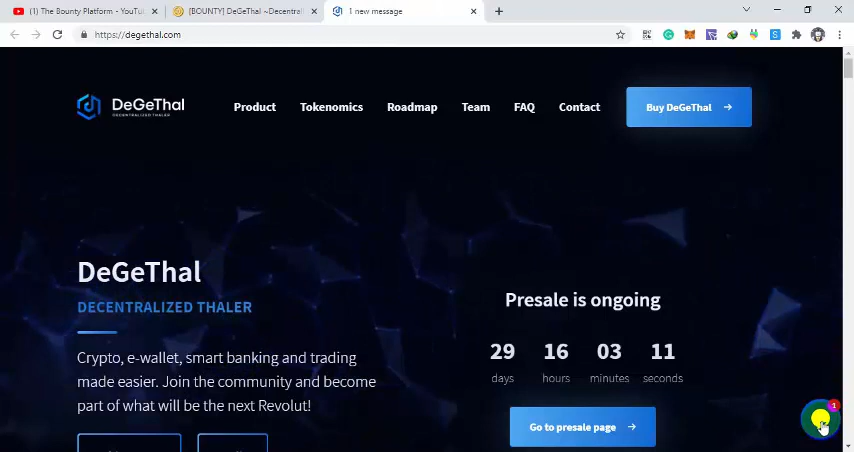 (1) The Bounty Platform - YouTu
[BOUNTY] DeGeThal ~Decentrali
1 new message
https://degethal.com
DeGeThal
DECENTRALIZED THALER
Product
Tokenomics
Roadmap
Team
FAQ
Contact
Buy DeGeThal
DeGeThal
DECENTRALIZED THALER
Crypto, e-wallet, smart banking and trading
made easier. Join the community and become
part of what will be the next Revolut!
Presale is ongoing
29 16 03 11
days hours minutes seconds
Go to presale page
1